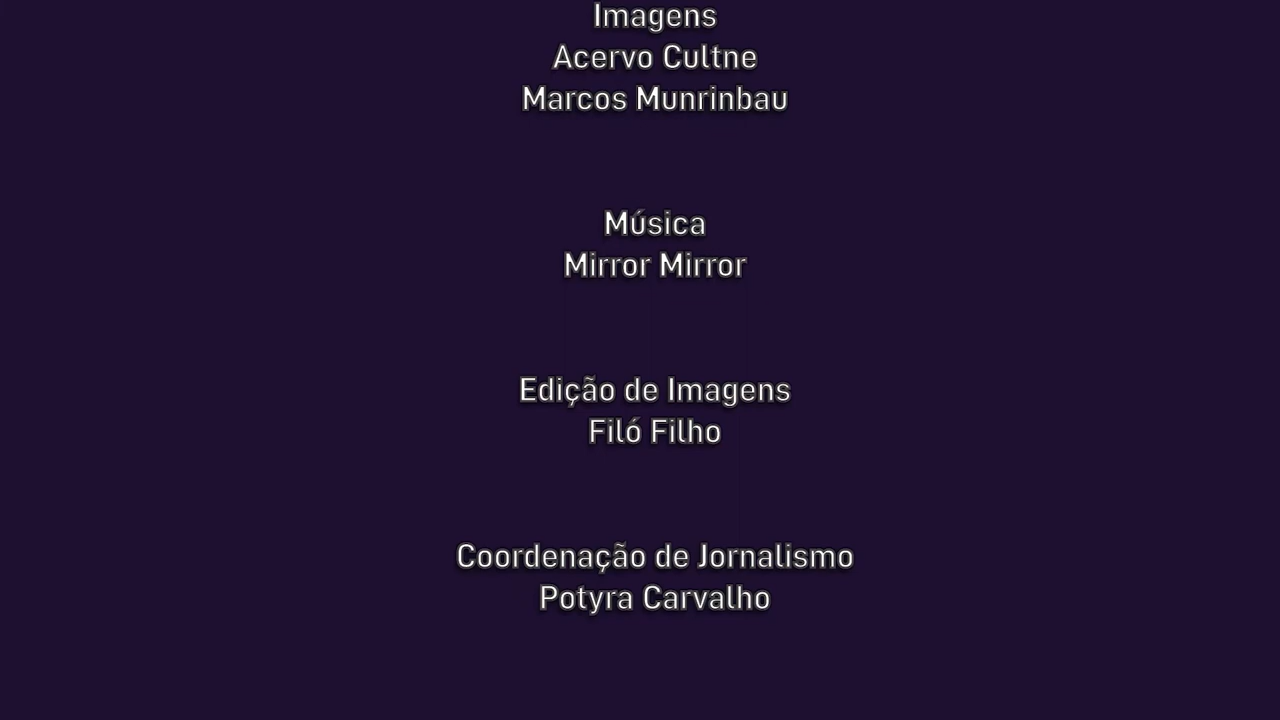 Imagens
Acervo Cultne
Marcos Munrinbau
Música
Mirror Mirror
Edição de Imagens
Filó Filho
Coordenação de Jornalismo
Potyra Carvalho